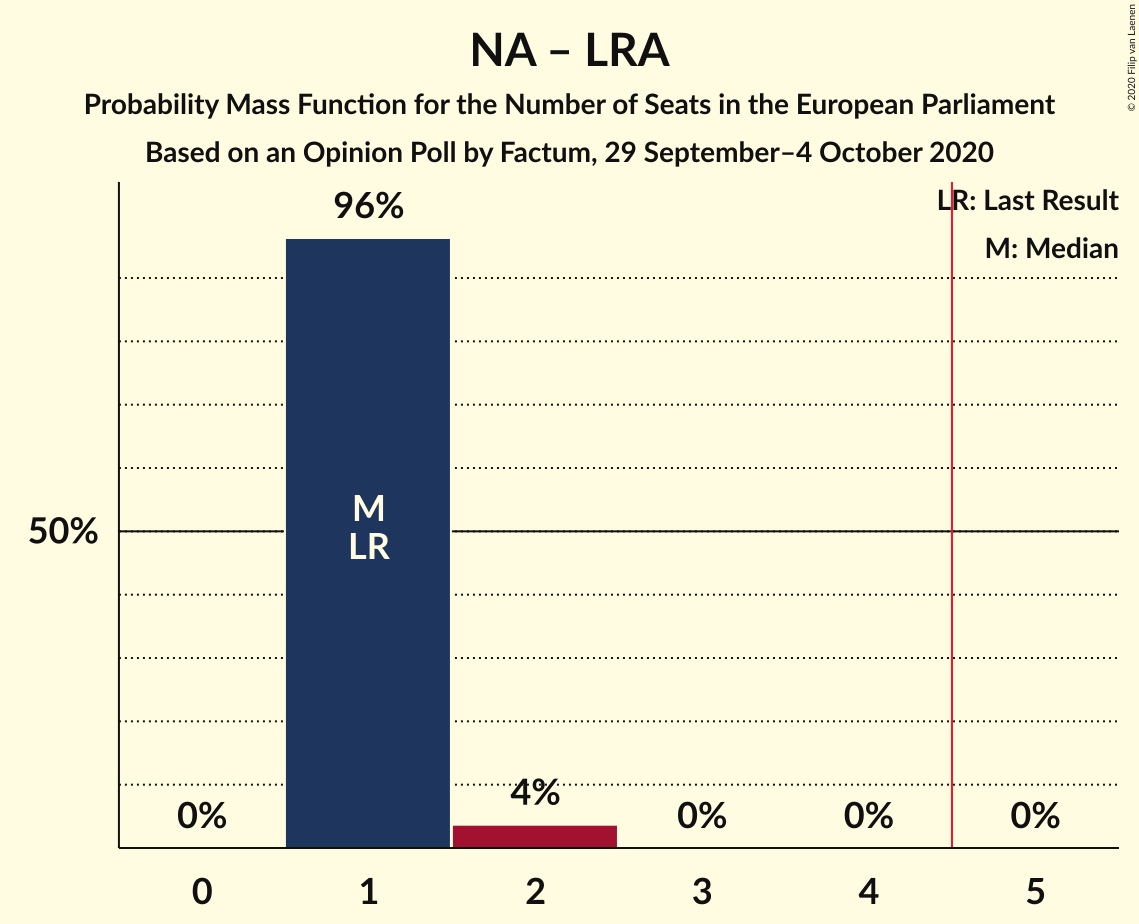 NA – LRA
Probability Mass Function for the Number of Seats in the European Parliament
Based on an Opinion Poll by Factum, 29 September–4 October 2020
© 2020 Filip van Laenen
LR: Last Result
M: Median
96%
M
LR
50%
0%
4%
0%
0%
0%
0
1
2
3
4
5